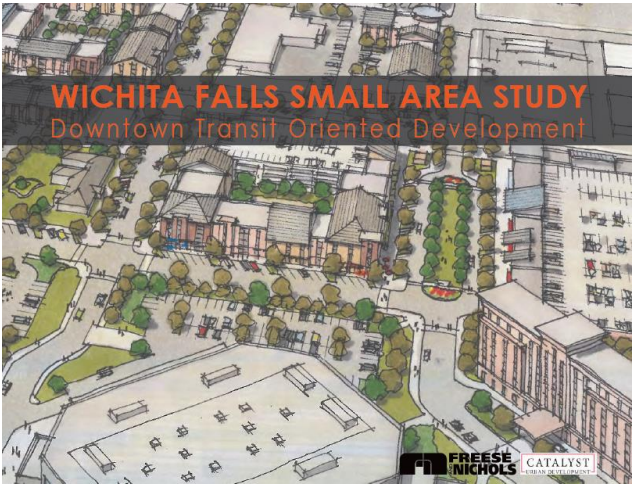 WICHITA FALLS SMALL AREA STUDY
Downtown Transit Oriented Development
FREESE
NICHOLS
CATALYST
URBAN DEVELOPMENT